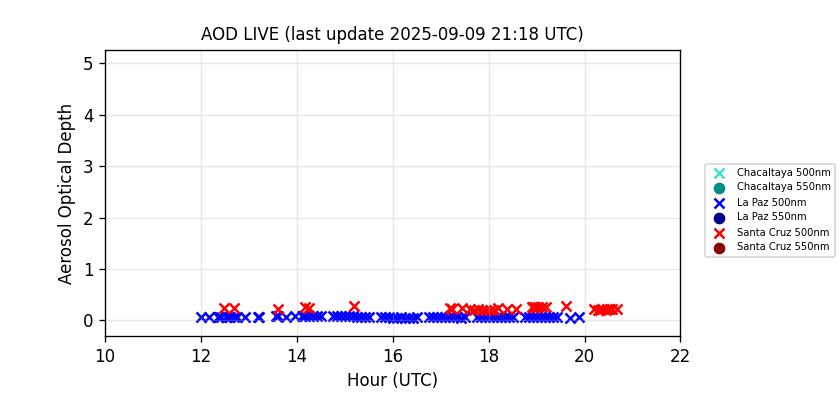 AOD LIVE (last update 2025-09-09 21:18 UTC)
Aerosol Optical Depth
5
4
3
2
1
0
10 12 14 16 18 20 22
Hour (UTC)
Chacaltaya 500nm
Chacaltaya 550nm
La Paz 500nm
La Paz 550nm
Santa Cruz 500nm
Santa Cruz 550nm